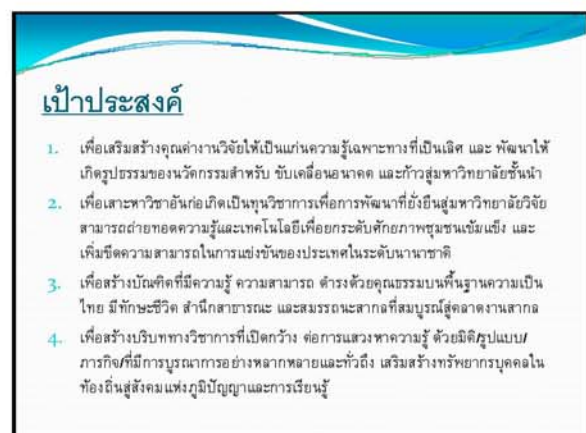 เป้าประสงค์
1. เพื่อเสริมสร้างคุณค่างานวิจัยให้เป็นแก่นความรู้เฉพาะทางที่เป็นเลิศ และ พัฒนาให้
เกิดรูปธรรมของนวัตกรรมสำหรับ ขับเคลื่อนอนาคต และก้าวสู่มหาวิทยาลัยชั้นนำ
2. เพื่อเสาะหาวิชาอันก่อเกิดเป็นทุนวิชาการเพื่อการพัฒนาที่ยั่งยืนสู่มหาวิทยาลัยวิจัย
สามารถถ่ายทอดความรู้และเทคโนโลยีเพื่อยกระดับศักยภาพชุมชนเข้มแข็ง และ
เพิ่มขีดความสามารถในการแข่งขันของประเทศในระดับนานาชาติ
3. เพื่อสร้างบัณฑิตที่มีความรู้ ความสามารถ ดำรงด้วยคุณธรรมบนพื้นฐานความเป็น
ไทย มีทักษะชีวิต สำนึกสาธารณะ และสมรรถนะสากลที่สมบูรณ์สู่ตลาดงานสากล
4. เพื่อสร้างบริบททางวิชาการที่เปิดกว้าง ต่อการแสวงหาความรู้ ด้วยมิติ/รูปแบบ/
ภารกิจ/ที่มีการบูรณาการอย่างหลากหลายและทั่วถึง เสริมสร้างทรัพยากรบุคคลใน
ท้องถิ่นสู่สังคมแห่งภูมิปัญญาและการเรียนรู้